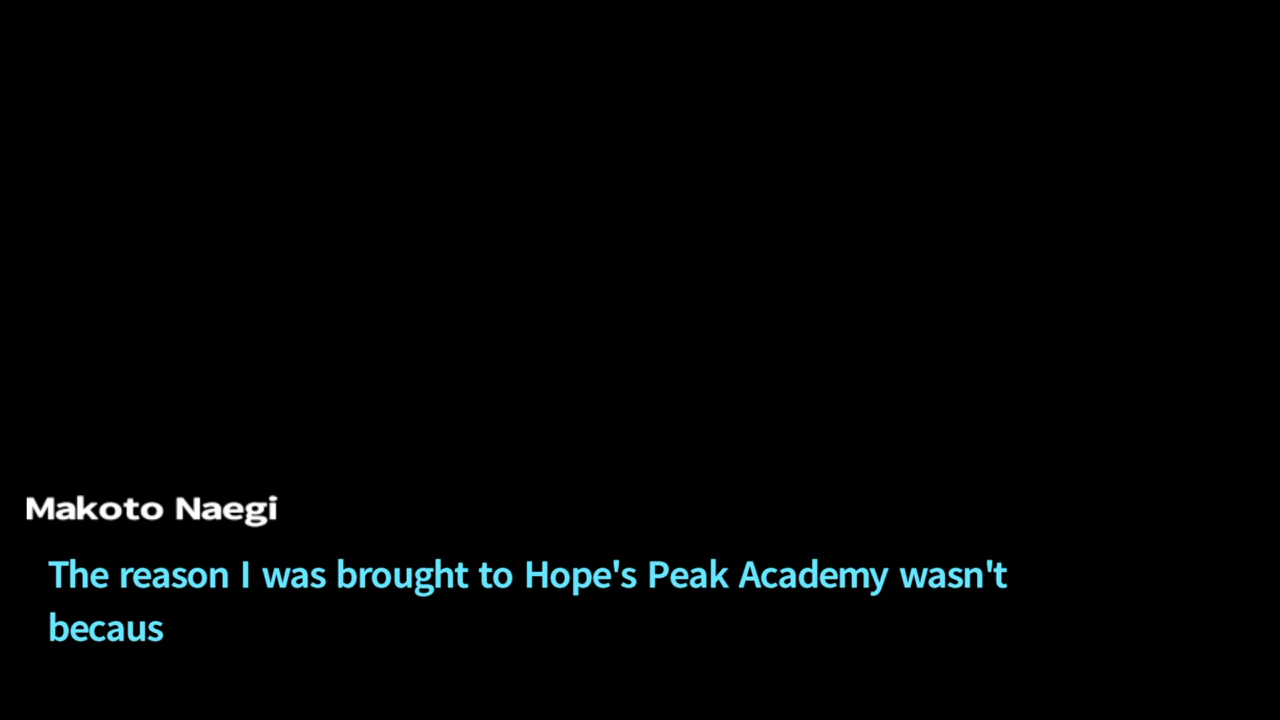 Makoto Naegi
The reason I was brought to Hope's Peak Academy wasn't
becaus